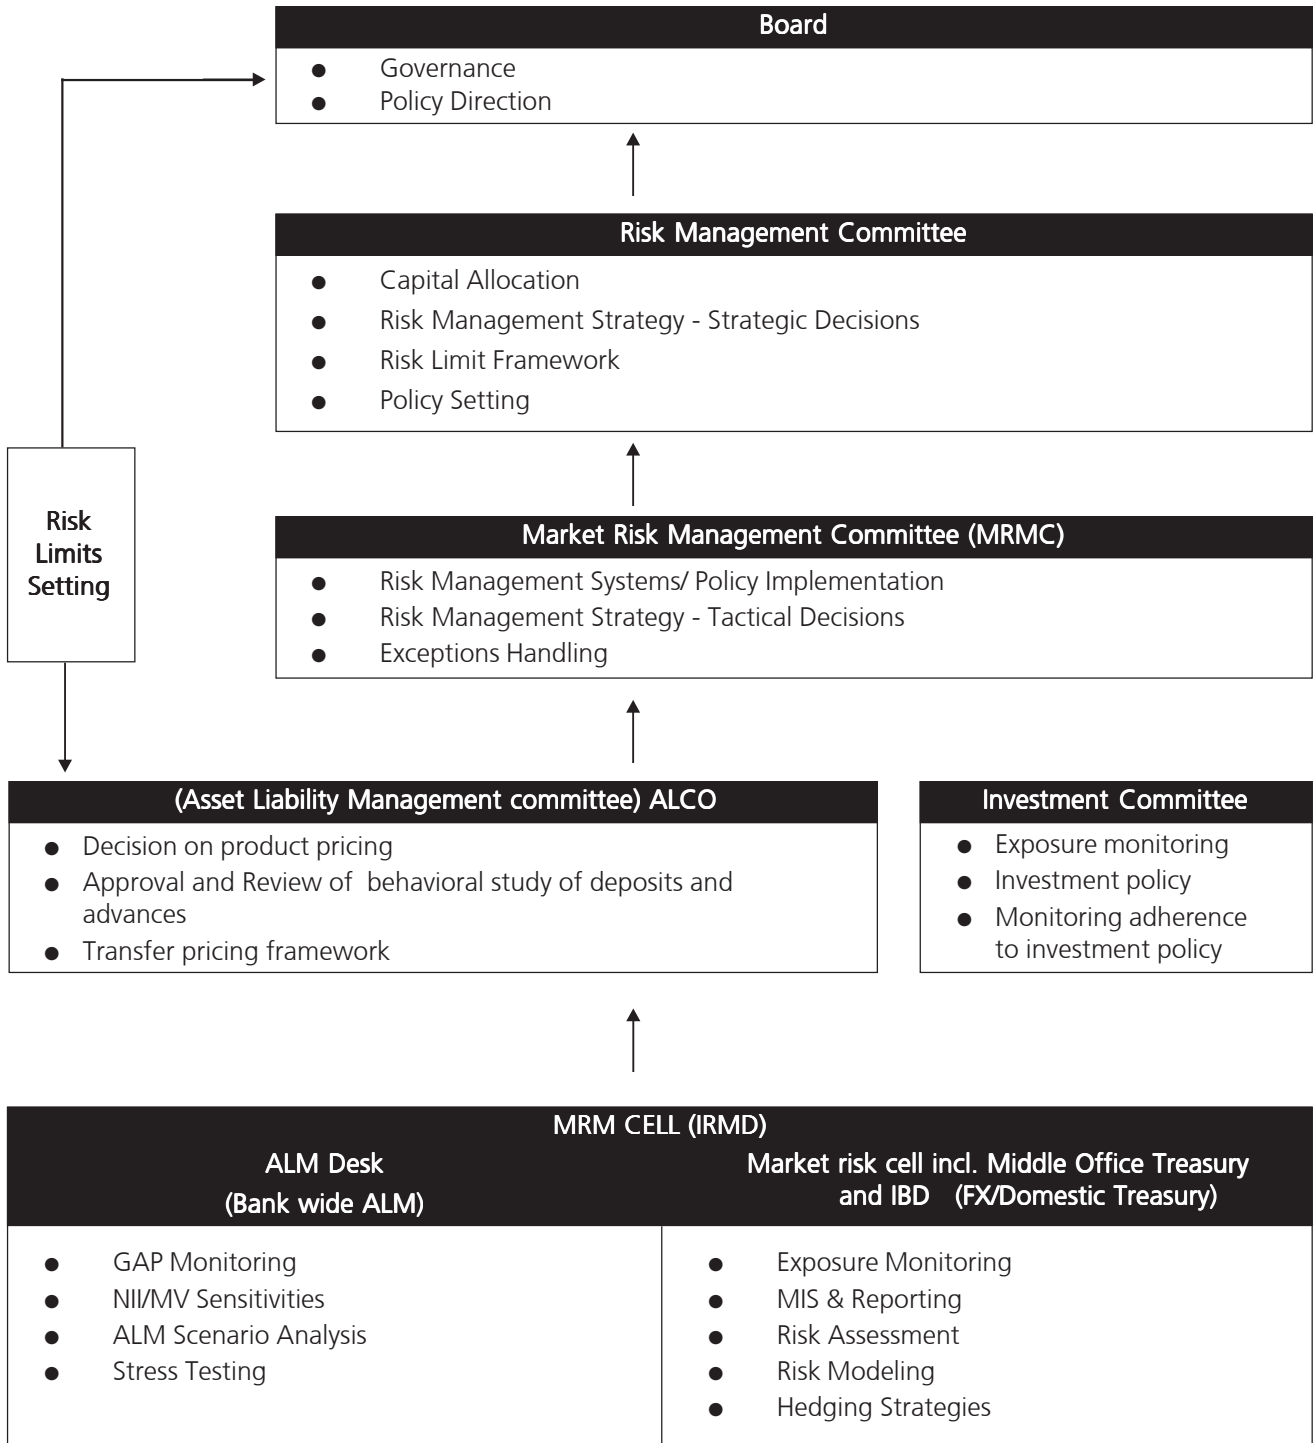 Board
● Governance
● Policy Direction
Risk Management Committee
● Capital Allocation
● Risk Management Strategy - Strategic Decisions
● Risk Limit Framework
● Policy Setting
Risk
Limits
Setting
Market Risk Management Committee (MRMC)
● Risk Management Systems/ Policy Implementation
● Risk Management Strategy - Tactical Decisions
● Exceptions Handling
(Asset Liability Management committee) ALCO
● Decision on product pricing
● Approval and Review of behavioral study of deposits and
advances
● Transfer pricing framework
Investment Committee
● Exposure monitoring
● Investment policy
● Monitoring adherence
to investment policy
MRM CELL (IRMD)
ALM Desk
(Bank wide ALM)
● GAP Monitoring
● NII/MV Sensitivities
● ALM Scenario Analysis
● Stress Testing
Market risk cell incl. Middle Office Treasury
and IBD (FX/Domestic Treasury)
● Exposure Monitoring
● MIS & Reporting
● Risk Assessment
● Risk Modeling
● Hedging Strategies